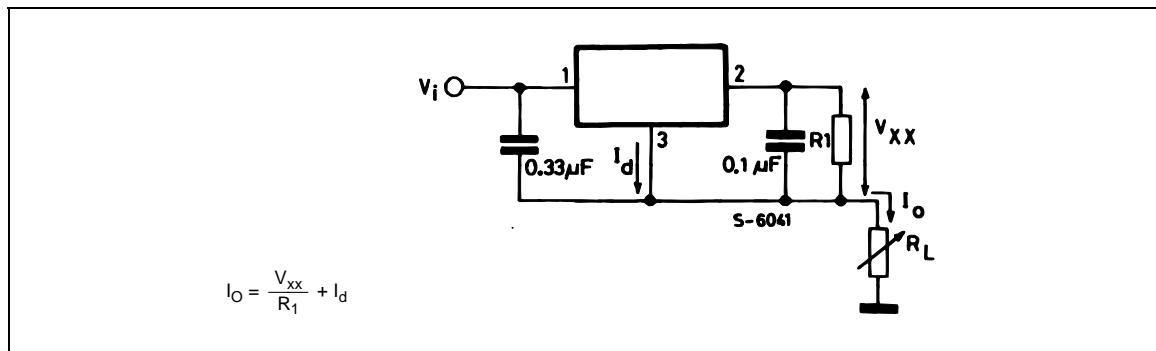 1
2
Vi
3
R1
VXX
0.33µF
Id
0.1µF
Io
S-6041
RL
IO = Vxx / R1 + Id